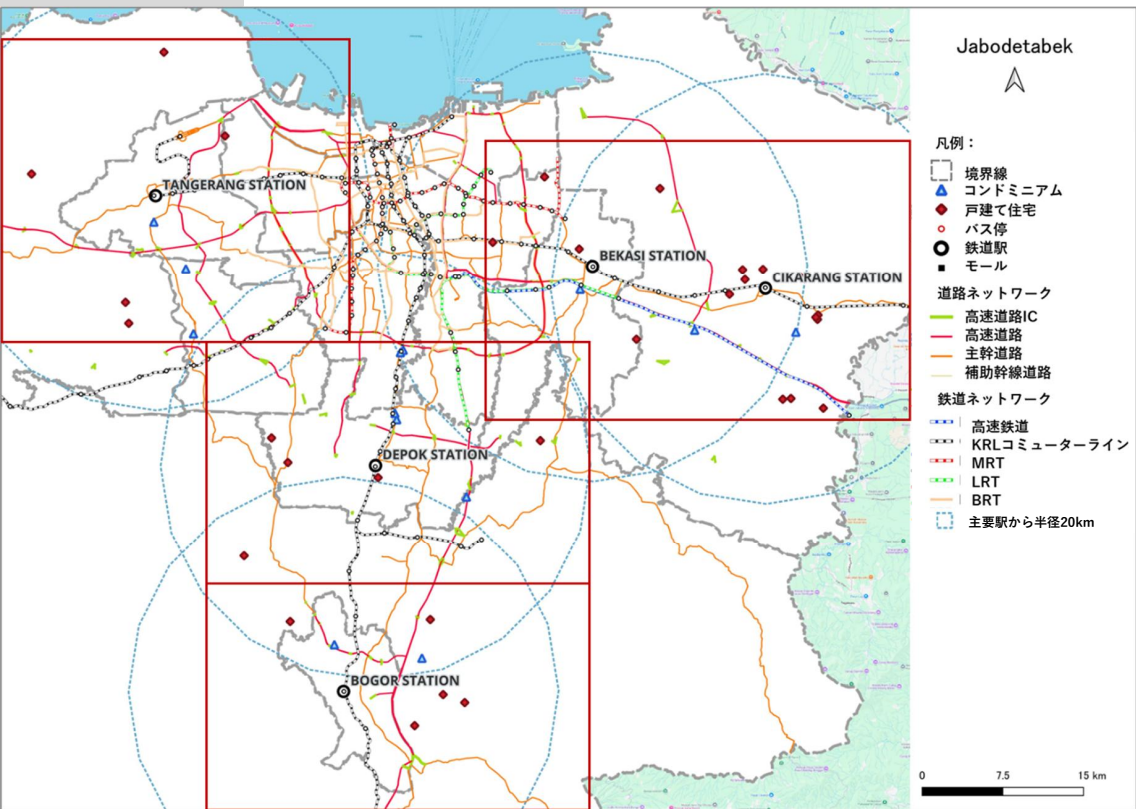 Jabodetabek
凡例：
境界線
コンドミニアム
戸建て住宅
バス停
鉄道駅
モール
道路ネットワーク
高速道路IC
高速道路
主幹道路
補助幹線道路
鉄道ネットワーク
高速鉄道
KRLコミューターライン
MRT
LRT
BRT
主要駅から半径20km
TANGERANG STATION
BEKASI STATION
CIKARANG STATION
DEPOK STATION
BOGOR STATION
0 7.5 15 km